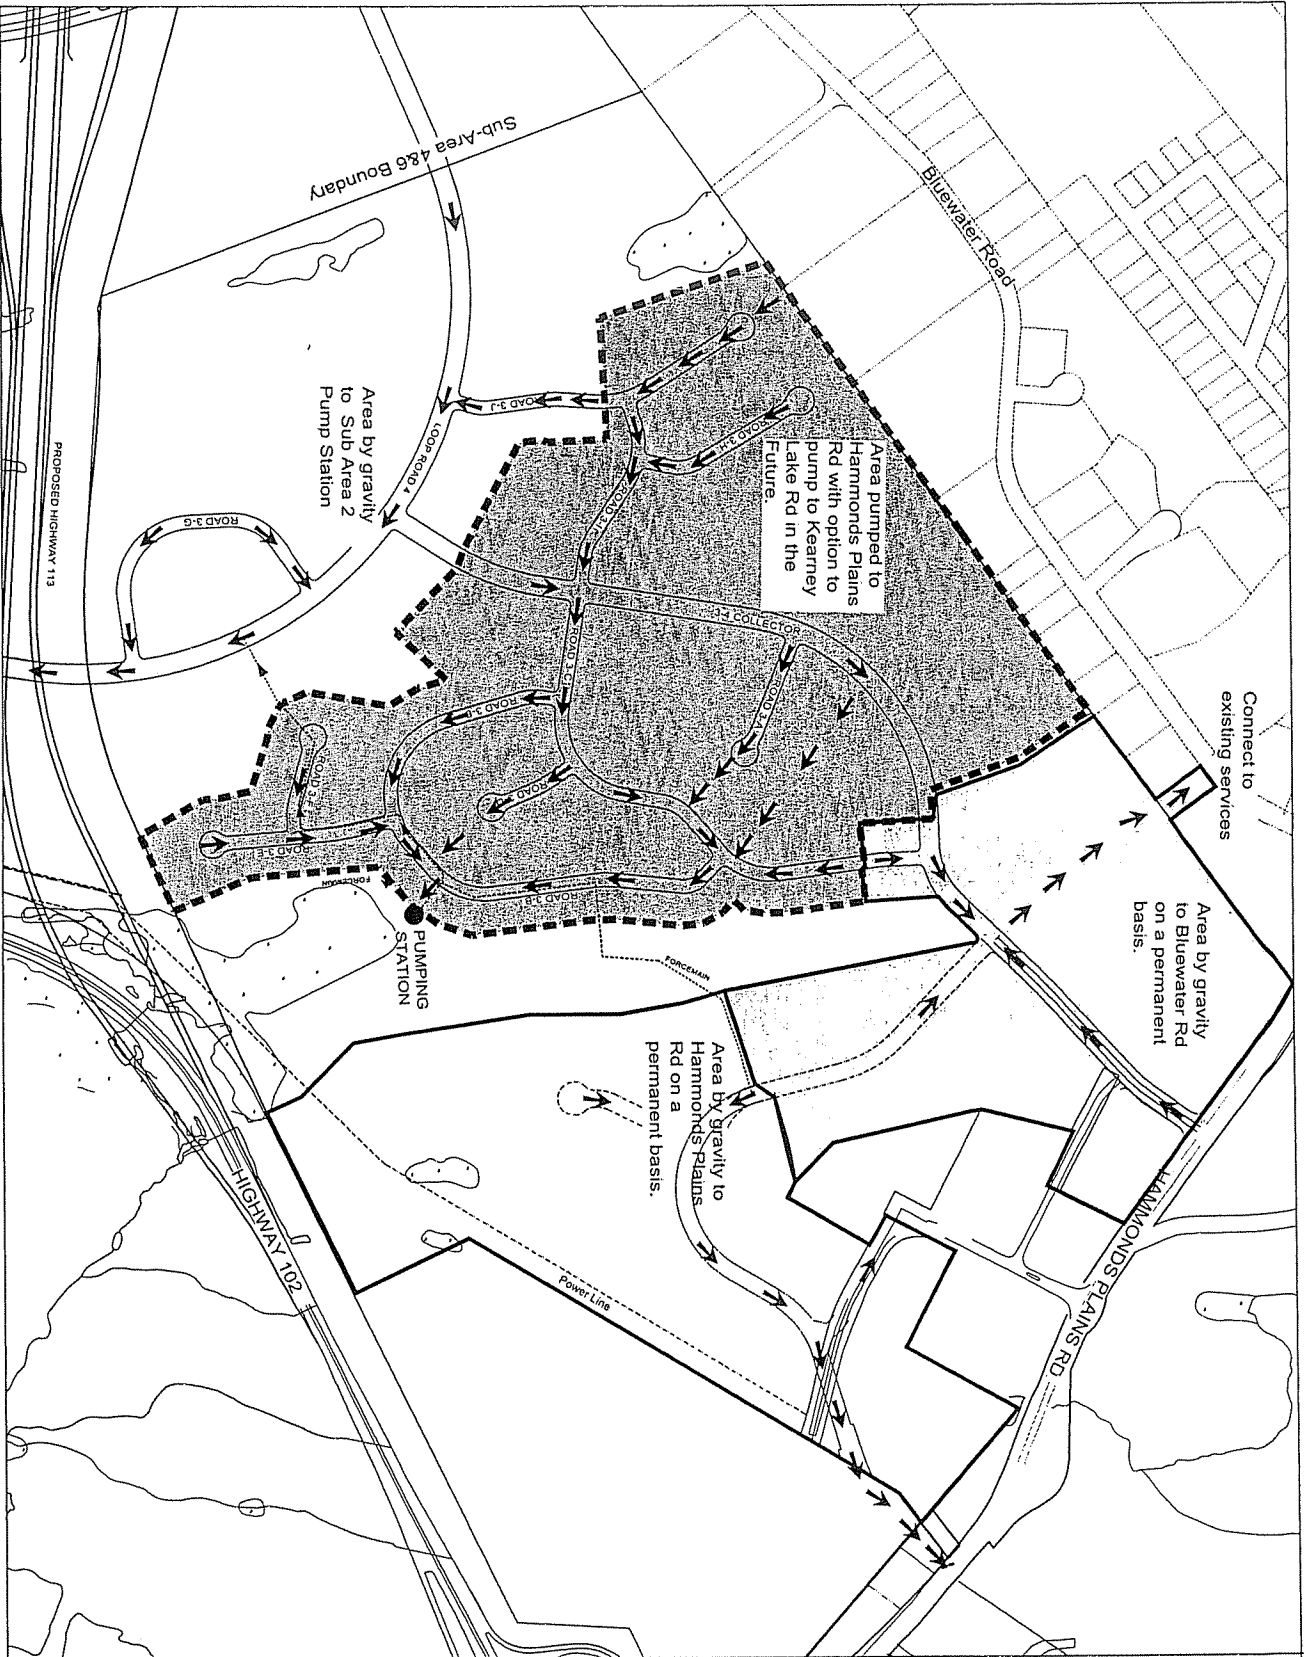 Bluewater Road
Sub-Area 4&6 Boundary
Connect to
existing services
Area by gravity
to Bluewater Rd
on a permanent
basis.
Area pumped to
Hammonds Plains
Rd with option to
pump to Kearney
Lake Rd in the
Future.
Area by gravity
to Sub Area 2
Pump Station
Area by gravity to
Hammonds Plains
Rd on a
permanent basis.
HAMMONDS PLAINS RD
PROPOSED HIGHWAY 113
HIGHWAY 102
Power Line
PUMPING
STATION
FORCEMAIN
FORCEMAIN
LOOP ROAD 4
ROAD 3-J
ROAD 3-G
ROAD 3-A
ROAD 3-B
ROAD 3-E
ROAD 3-F
ROAD 3-C
COLLECTOR
ROAD